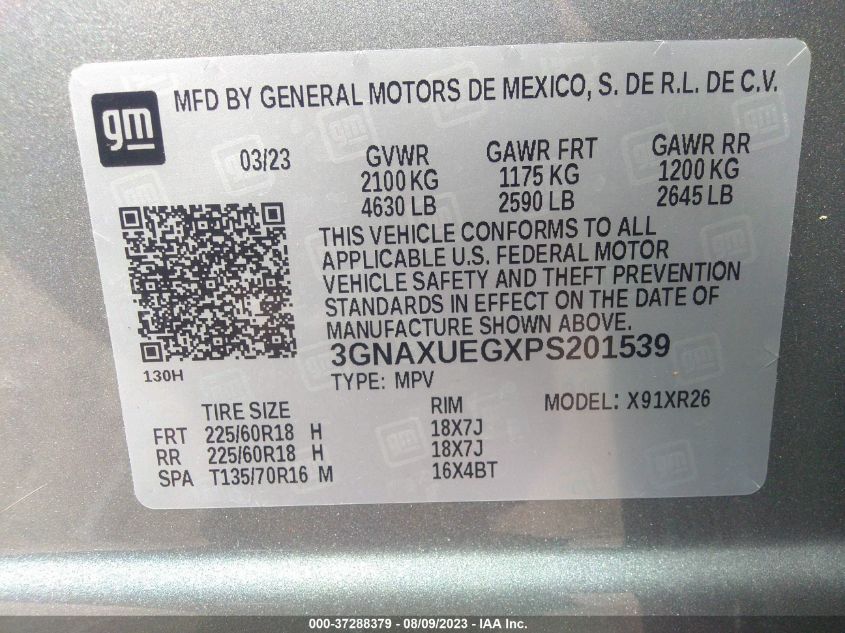 gm
MFD BY GENERAL MOTORS DE MEXICO, S. DE R.L. DE C.V.
03/23 GVWR GAWR FRT GAWR RR
2100 KG 1175 KG 1200 KG
4630 LB 2590 LB 2645 LB
THIS VEHICLE CONFORMS TO ALL
APPLICABLE U.S. FEDERAL MOTOR
VEHICLE SAFETY AND THEFT PREVENTION
STANDARDS IN EFFECT ON THE DATE OF
MANUFACTURE SHOWN ABOVE.
3GNAXUEGXPS201539
130H TYPE: MPV MODEL: X91XR26
TIRE SIZE RIM
FRT 225/60R18 H 18X7J
RR 225/60R18 H 18X7J
SPA T135/70R16 M 16X4BT
000-37288379 - 08/09/2023 - IAA Inc.